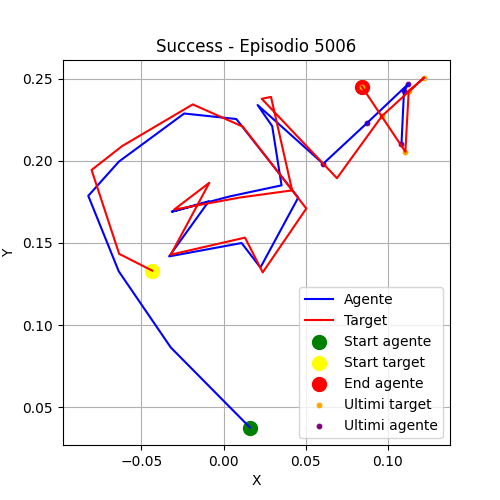 Success - Episodio 5006
0.25
0.20
0.15
0.10
0.05
Y
−0.05
0.00
0.05
0.10
X
Agente
Target
Start agente
Start target
End agente
Ultimi target
Ultimi agente